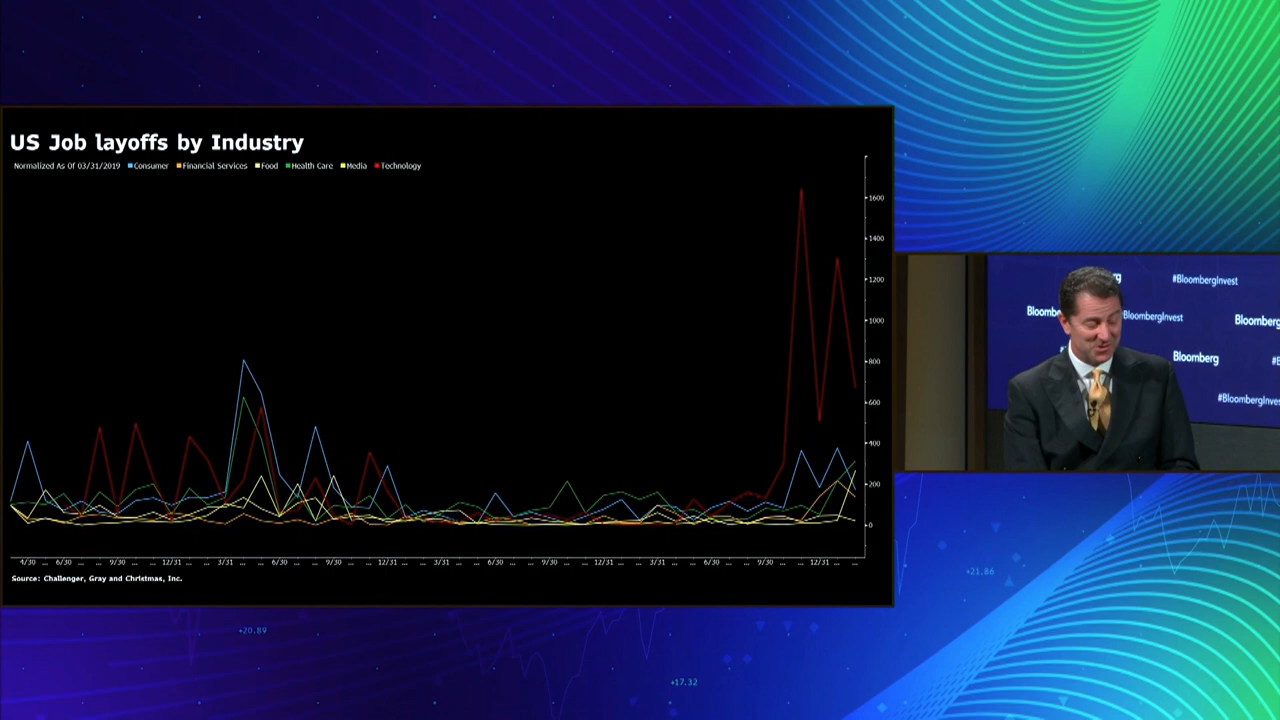 US Job layoffs by Industry
Normalized As Of 03/31/2019 Consumer Financial Services Food Health Care Media Technology
1600
1400
1200
1000
800
600
400
200
0
4/30 ... 6/30 ... ... 9/30 ... ... 12/31 ... ... 3/31 ... ... 6/30 ... ... 9/30 ... ... 12/31 ... ... 3/31 ... ... 6/30 ... ... 9/30 ... ... 12/31 ... ... 3/31 ... ... 6/30 ... ... 9/30 ... ... 12/31 ... ...
Source: Challenger, Gray and Christmas, Inc.
#BloombergInvest
Bloomb
#BloombergInvest
Bloomberg
Bloomberg
#BloombergInves
+21.86
+20.89
+17.32